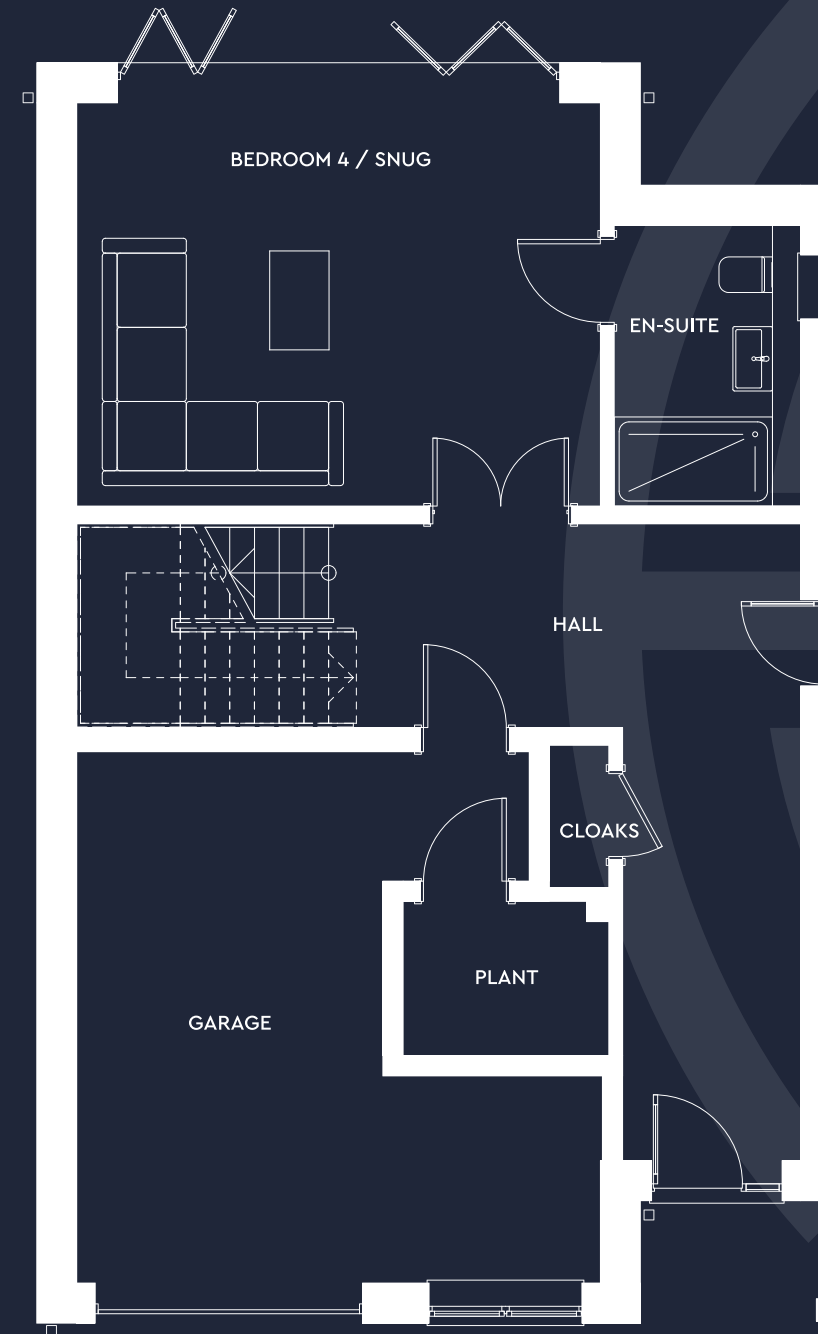 BEDROOM 4 / SNUG
EN-SUITE
HALL
CLOAKS
PLANT
GARAGE